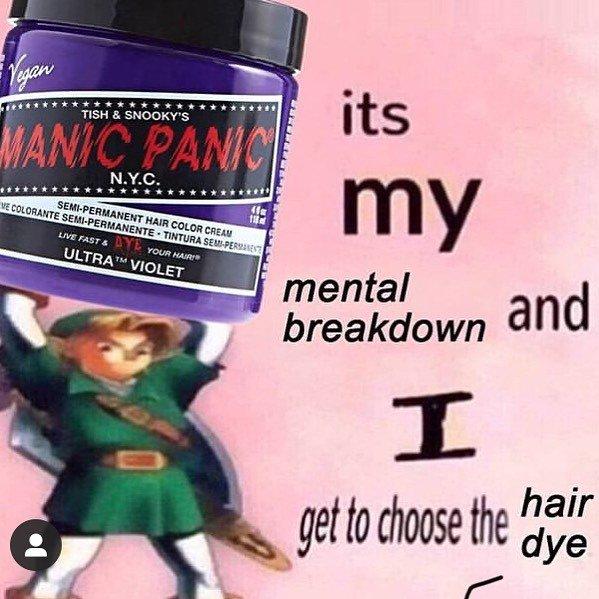 Vegan
TISH & SNOOKY'S
MANIC PANIC®
N.Y.C.
SEMI-PERMANENT HAIR COLOR CREAM
ME COLORANTE SEMI-PERMANENTE - TINTURA SEMI-PERMANENTE
LIVE FAST & DYE YOUR HAIR!®
ULTRA™ VIOLET
its
my
mental
breakdown and
I
get to choose the hair
dye